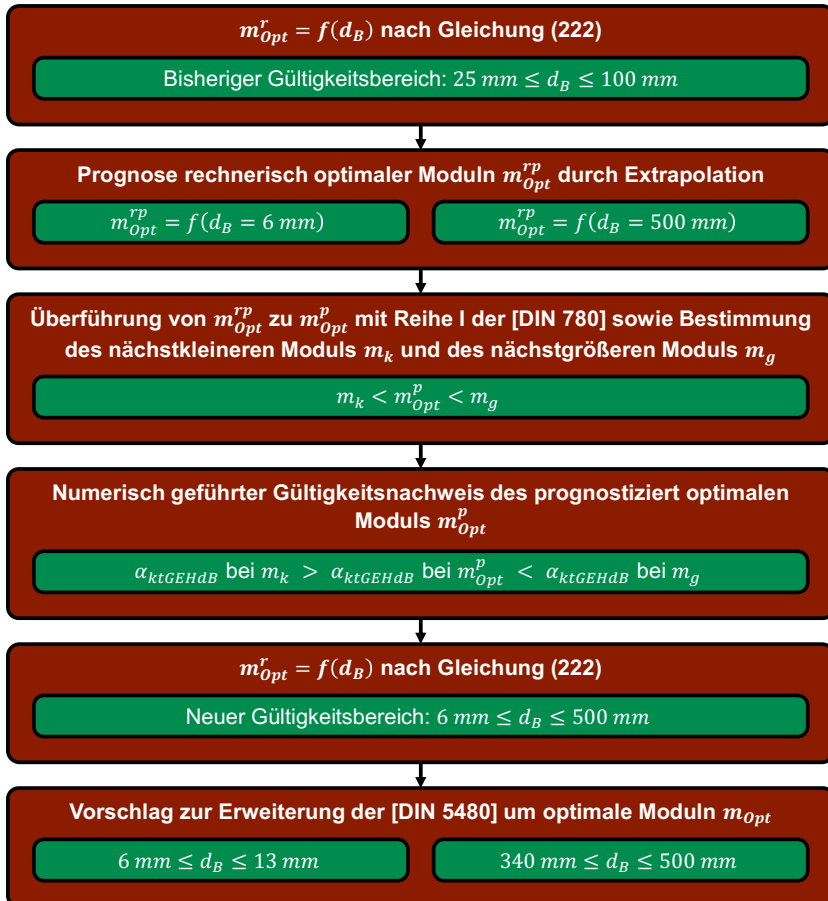 m^r_Opt = f(d_B) nach Gleichung (222)
Bisheriger Gültigkeitsbereich: 25 mm ≤ d_B ≤ 100 mm
Prognose rechnerisch optimaler Moduln m^rp_Opt durch Extrapolation
m^rp_Opt = f(d_B = 6 mm)
m^rp_Opt = f(d_B = 500 mm)
Überführung von m^rp_Opt zu m^p_Opt mit Reihe I der [DIN 780] sowie Bestimmung
des nächstkleineren Moduls m_k und des nächstgrößeren Moduls m_g
m_k < m^p_Opt < m_g
Numerisch geführter Gültigkeitsnachweis des prognostiziert optimalen
Moduls m^p_Opt
α_ktGEHdB bei m_k > α_ktGEHdB bei m^p_Opt < α_ktGEHdB bei m_g
m^r_Opt = f(d_B) nach Gleichung (222)
Neuer Gültigkeitsbereich: 6 mm ≤ d_B ≤ 500 mm
Vorschlag zur Erweiterung der [DIN 5480] um optimale Moduln m_Opt
6 mm ≤ d_B ≤ 13 mm
340 mm ≤ d_B ≤ 500 mm